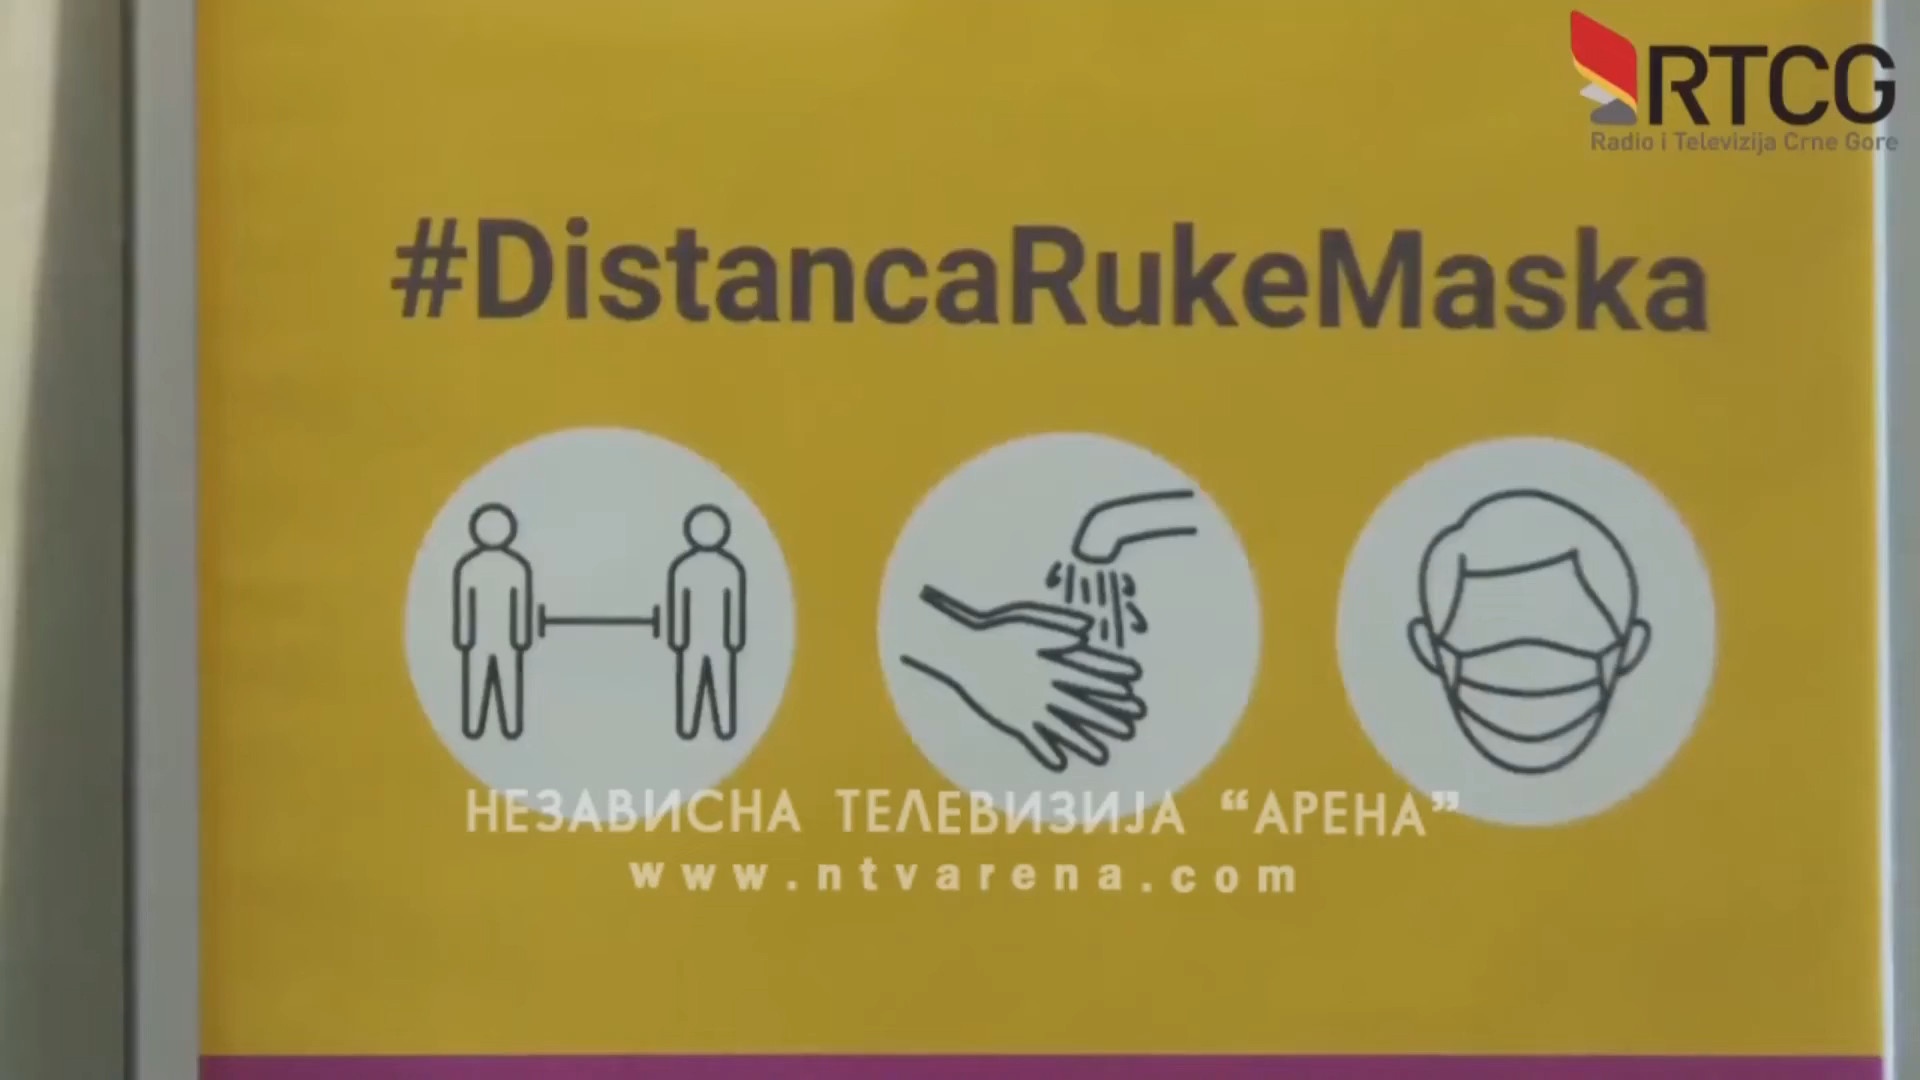 RTCG
Radio i Televizija Crne Gore
#DistancaRukeMaska
НЕЗАВИСНА ТЕЛЕВИЗИЈА “АРЕНА”
www.ntvarena.com